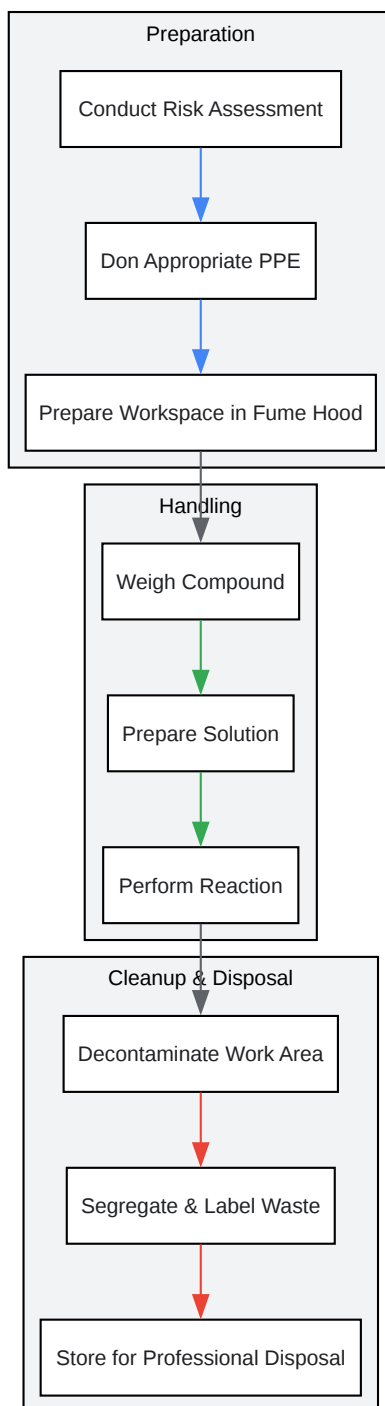 Preparation
Conduct Risk Assessment
Don Appropriate PPE
Prepare Workspace in Fume Hood
Handling
Weigh Compound
Prepare Solution
Perform Reaction
Cleanup & Disposal
Decontaminate Work Area
Segregate & Label Waste
Store for Professional Disposal